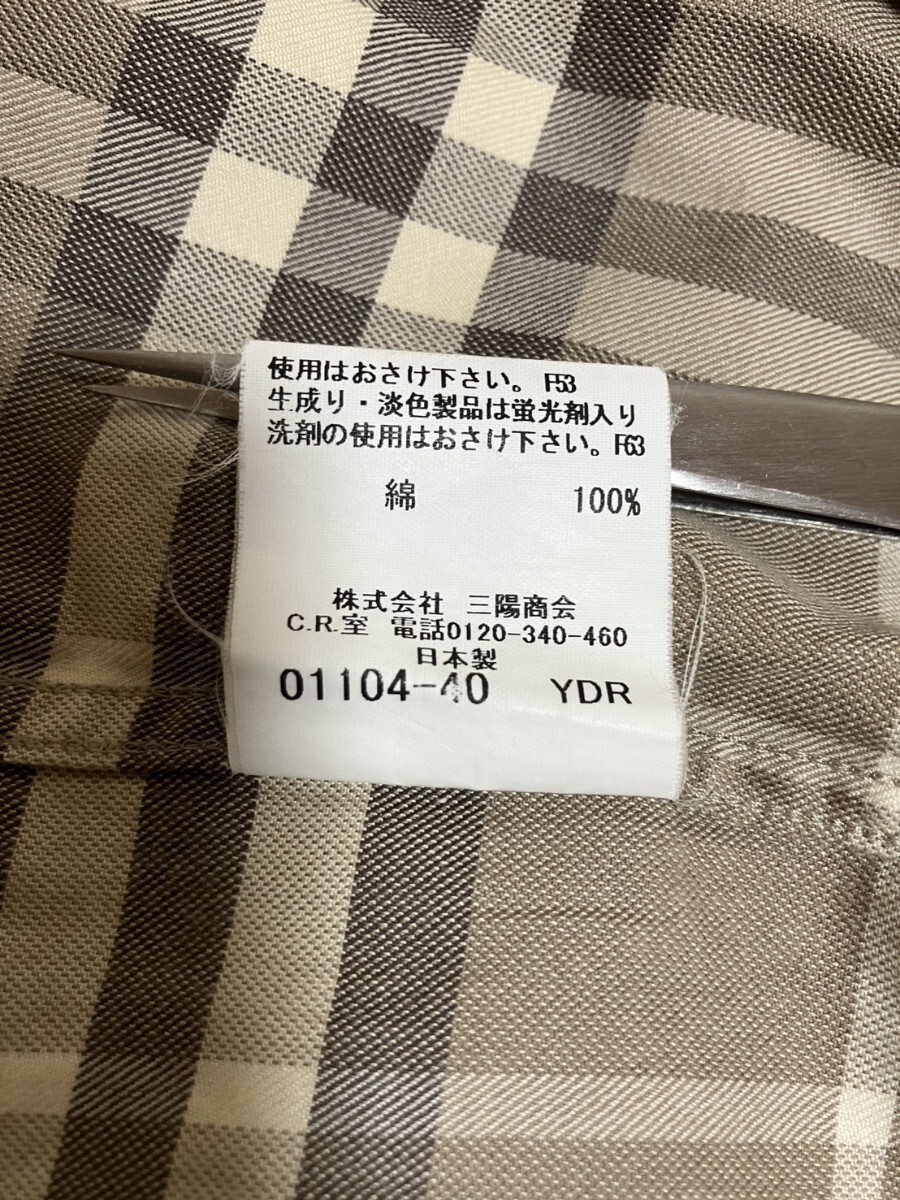 使用はおさけ下さい。 F53
生成り・淡色製品は蛍光剤入り
洗剤の使用はおさけ下さい。F63
綿 100%
株式会社 三陽商会
C.R.室 電話0120-340-460
日本製
01104-40 YDR